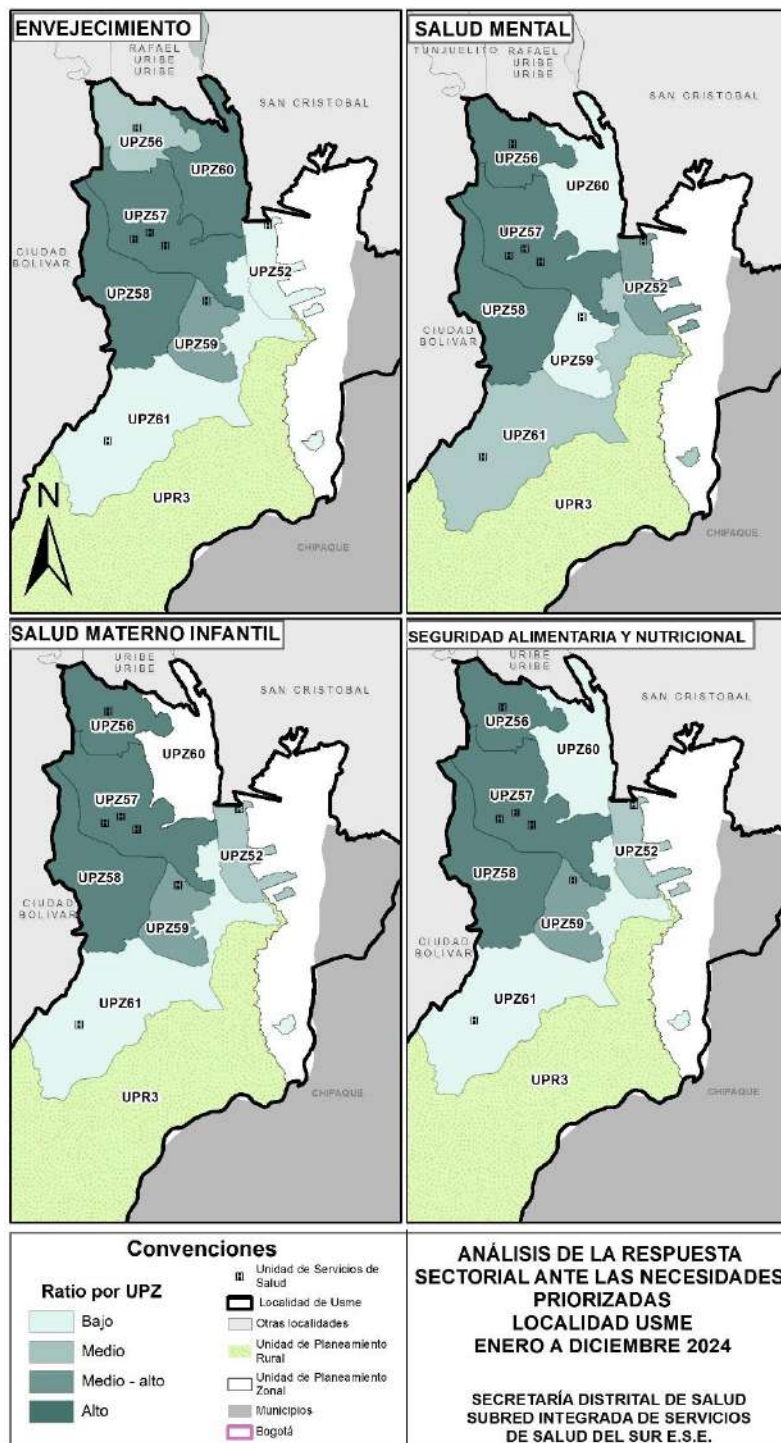 ENVEJECIMIENTO
RAFAEL
URIBE
URIBE
SAN CRISTOBAL
UPZ56
UPZ60
UPZ57
CIUDAD
BOLIVAR
UPZ52
UPZ58
UPZ59
UPZ61
UPR3
N
CHIPAQUE
SALUD MENTAL
TUNJUELITO
RAFAEL
URIBE
URIBE
SAN CRISTOBAL
UPZ56
UPZ60
UPZ57
UPZ52
UPZ58
CIUDAD
BOLIVAR
UPZ59
UPZ61
UPR3
CHIPAQUE
SALUD MATERNO INFANTIL
URIBE
URIBE
SAN CRISTOBAL
UPZ56
UPZ60
UPZ57
UPZ52
UPZ58
CIUDAD
BOLIVAR
UPZ59
UPZ61
UPR3
CHIPAQUE
SEGURIDAD ALIMENTARIA Y NUTRICIONAL
URIBE
URIBE
SAN CRISTOBAL
UPZ56
UPZ60
UPZ57
UPZ52
UPZ58
CIUDAD
BOLIVAR
UPZ59
UPZ61
UPR3
CHIPAQUE
Convenciones
Ratio por UPZ
Bajo
Medio
Medio - alto
Alto
H
Unidad de Servicios de
Salud
Localidad de Usme
Otras localidades
Unidad de Planeamiento
Rural
Unidad de Planeamiento
Zonal
Municipios
Bogotá
ANÁLISIS DE LA RESPUESTA
SECTORIAL ANTE LAS NECESIDADES
PRIORIZADAS
LOCALIDAD USME
ENERO A DICIEMBRE 2024
SECRETARÍA DISTRITAL DE SALUD
SUBRED INTEGRADA DE SERVICIOS
DE SALUD DEL SUR E.S.E.